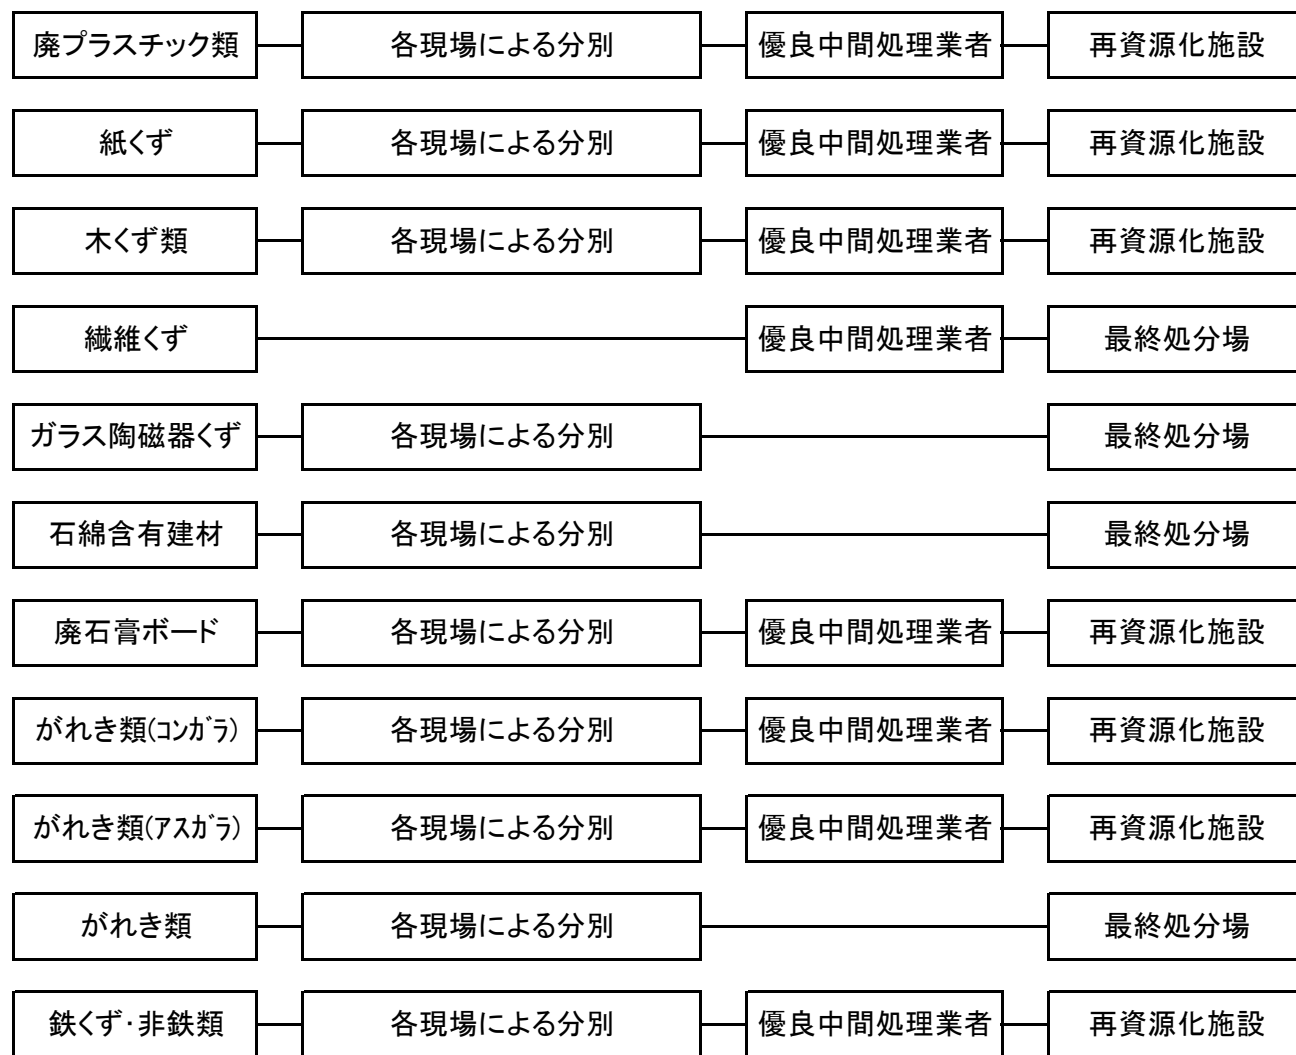 廃プラスチック類 各現場による分別 優良中間処理業者 再資源化施設
紙くず 各現場による分別 優良中間処理業者 再資源化施設
木くず類 各現場による分別 優良中間処理業者 再資源化施設
繊維くず 優良中間処理業者 最終処分場
ガラス陶磁器くず 各現場による分別 最終処分場
石綿含有建材 各現場による分別 最終処分場
廃石膏ボード 各現場による分別 優良中間処理業者 再資源化施設
がれき類(ｺﾝｶﾞﾗ) 各現場による分別 優良中間処理業者 再資源化施設
がれき類(ｱｽｶﾞﾗ) 各現場による分別 優良中間処理業者 再資源化施設
がれき類 各現場による分別 最終処分場
鉄くず・非鉄類 各現場による分別 優良中間処理業者 再資源化施設